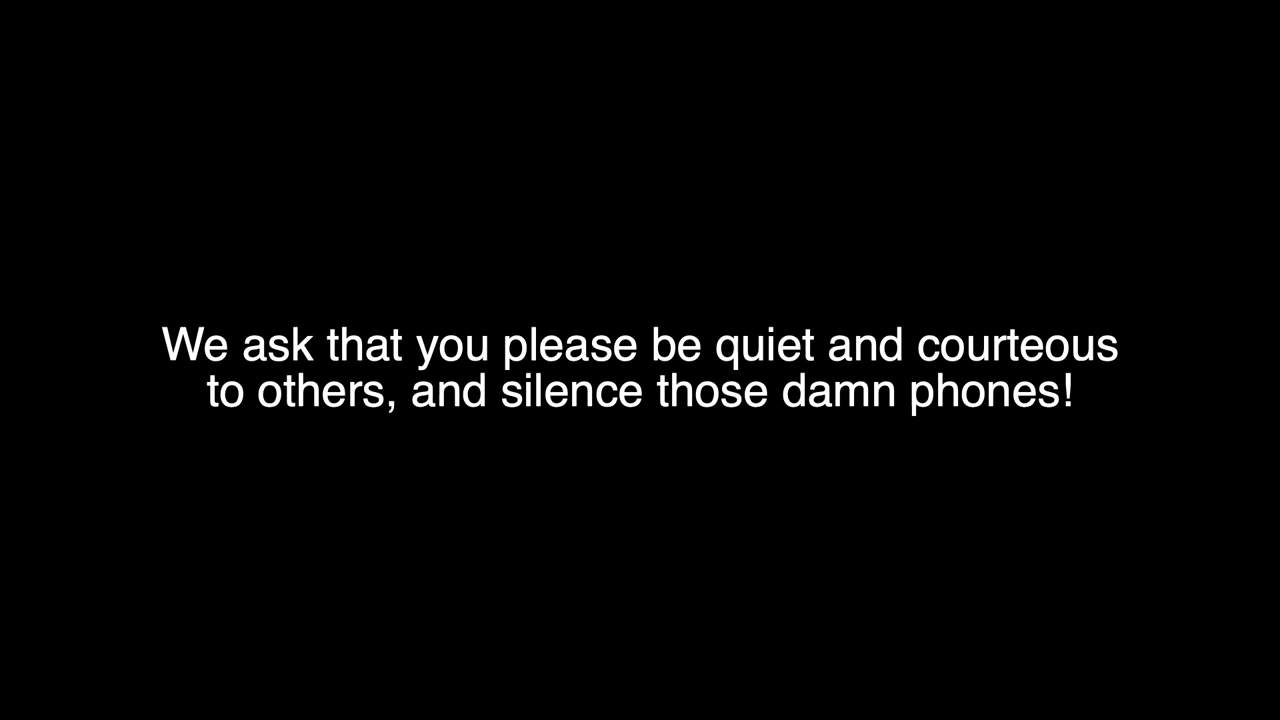 We ask that you please be quiet and courteous
to others, and silence those damn phones!